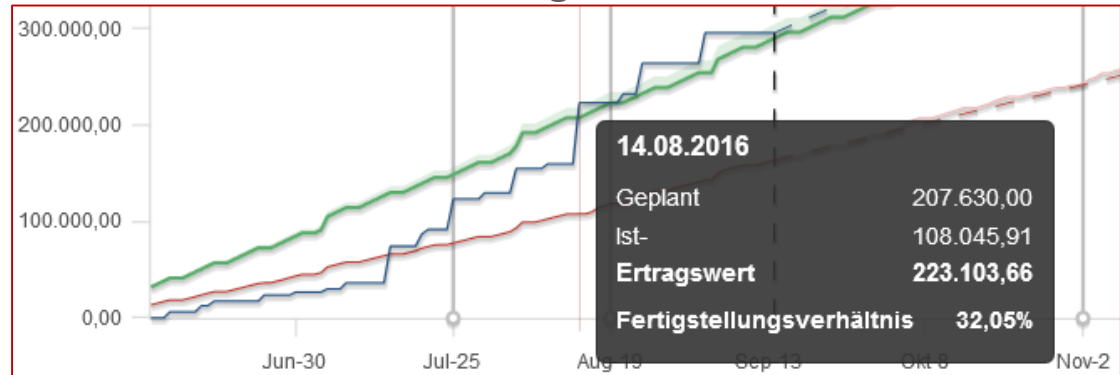 300.000,00
200.000,00
100.000,00
0,00
14.08.2016
Geplant 207.630,00
Ist- 108.045,91
Ertragswert 223.103,66
Fertigstellungsverhältnis 32,05%
Jun-30 Jul-25 Aug-19 Sep-13 Okt-8 Nov-2